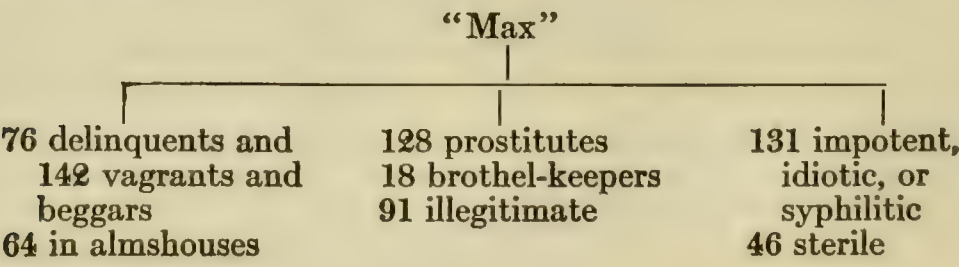 “Max”
76 delinquents and
142 vagrants and
beggars
64 in almshouses
128 prostitutes
18 brothel-keepers
91 illegitimate
131 impotent,
idiotic, or
syphilitic
46 sterile